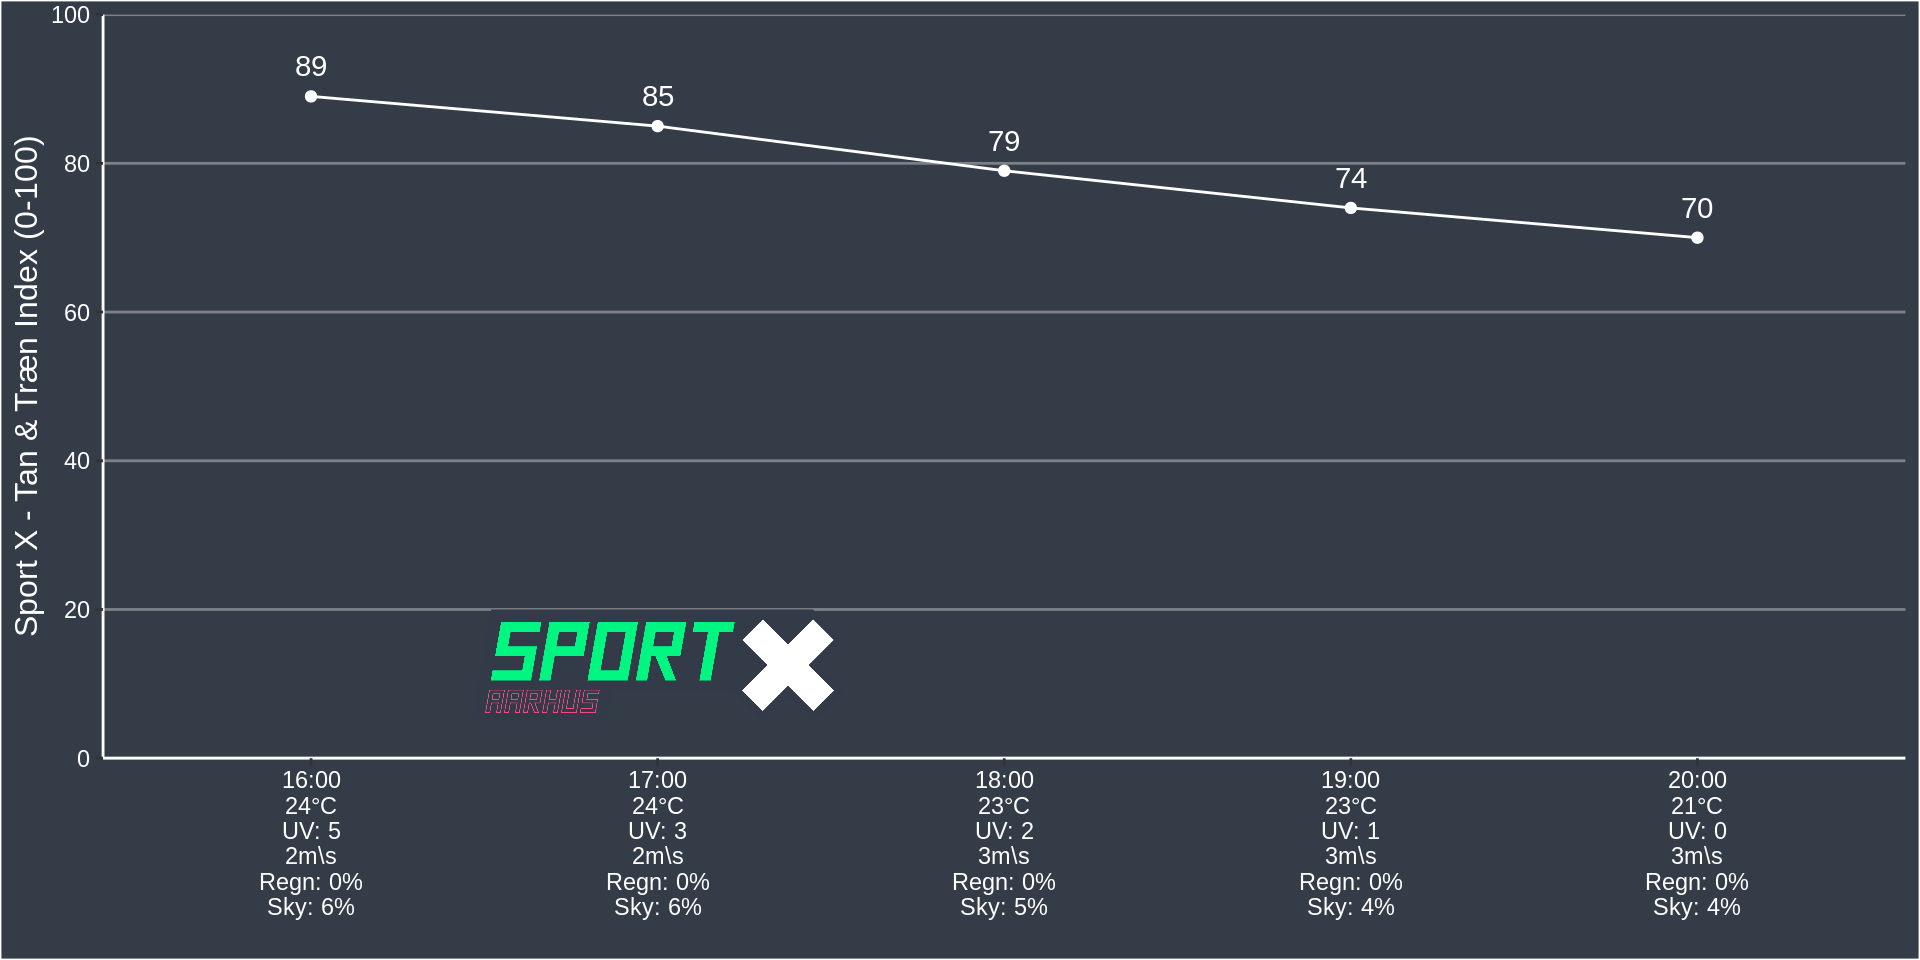 Sport X - Tan & Træn Index (0-100)
100
80
60
40
20
0
89
85
79
74
70
SPORT X
AARHUS
16:00
24°C
UV: 5
2m\s
Regn: 0%
Sky: 6%
17:00
24°C
UV: 3
2m\s
Regn: 0%
Sky: 6%
18:00
23°C
UV: 2
3m\s
Regn: 0%
Sky: 5%
19:00
23°C
UV: 1
3m\s
Regn: 0%
Sky: 4%
20:00
21°C
UV: 0
3m\s
Regn: 0%
Sky: 4%